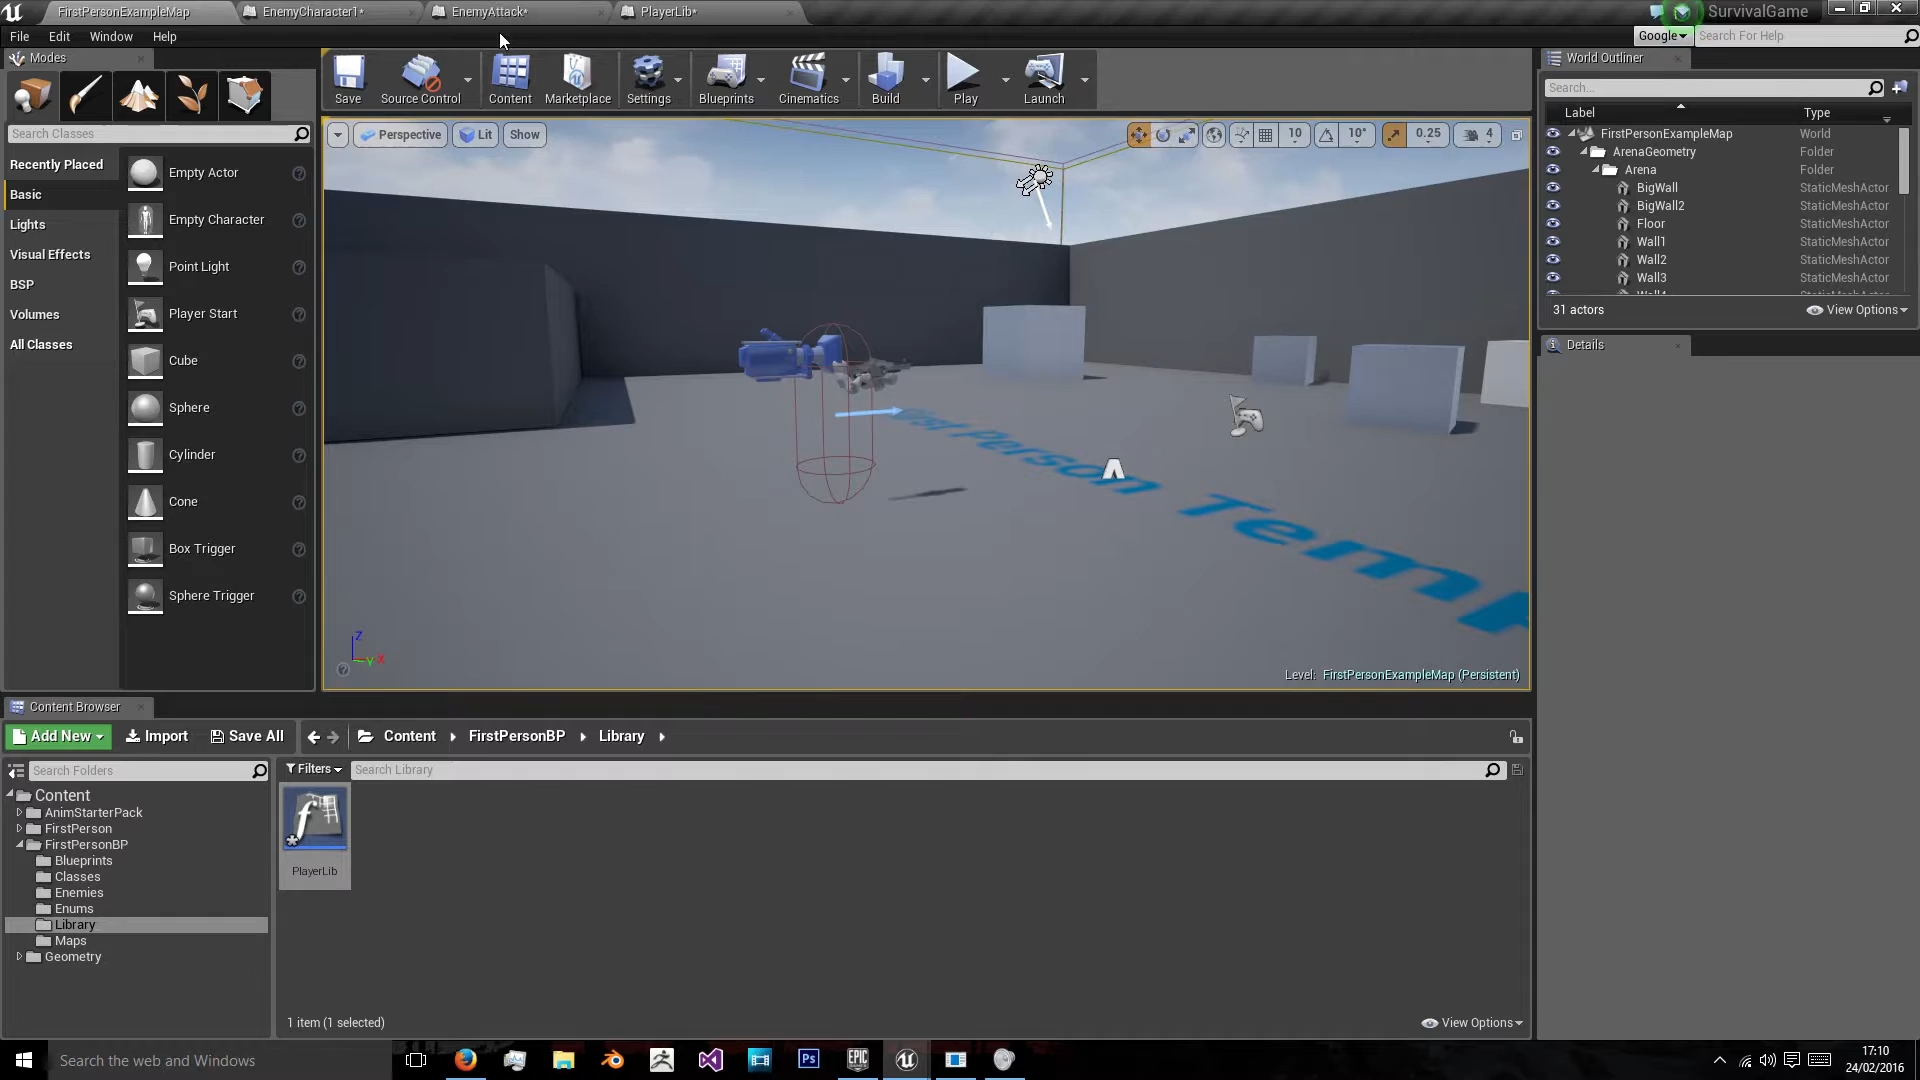 FirstPersonExampleMap
EnemyCharacter1*
EnemyAttack*
PlayerLib*
SurvivalGame
File Edit Window Help
Google
Search For Help
Modes
Save
Source Control
Content
Marketplace
Settings
Blueprints
Cinematics
Build
Play
Launch
World Outliner
Search...
Label Type
FirstPersonExampleMap World
ArenaGeometry Folder
Arena Folder
BigWall StaticMeshActor
BigWall2 StaticMeshActor
Floor StaticMeshActor
Wall1 StaticMeshActor
Wall2 StaticMeshActor
Wall3 StaticMeshActor
31 actors
View Options
Details
Search Classes
Recently Placed
Basic
Lights
Visual Effects
BSP
Volumes
All Classes
Empty Actor
Empty Character
Point Light
Player Start
Cube
Sphere
Cylinder
Cone
Box Trigger
Sphere Trigger
Perspective
Lit
Show
10
10°
0.25
4
Person
Z
Y
X
Level: FirstPersonExampleMap (Persistent)
Content Browser
Add New
Import
Save All
Content
FirstPersonBP
Library
Search Folders
Filters
Search Library
Content
AnimStarterPack
FirstPerson
FirstPersonBP
Blueprints
Classes
Enemies
Enums
Library
Maps
Geometry
PlayerLib
1 item (1 selected)
View Options
Search the web and Windows
Ps
EPIC
17:10
24/02/2016